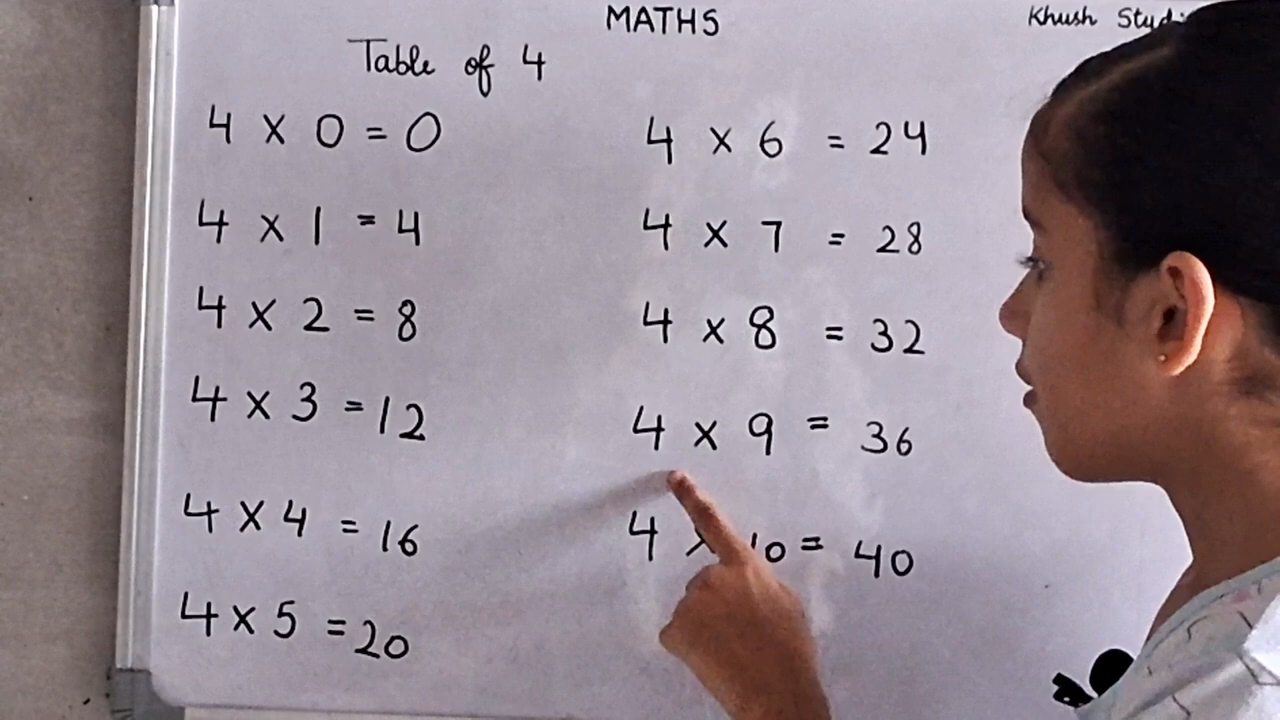 MATHS
Khush
Table of 4
4 × 0 = 0
4 × 1 = 4
4 × 2 = 8
4 × 3 = 12
4 × 4 = 16
4 × 5 = 20
4 × 6 = 24
4 × 7 = 28
4 × 8 = 32
4 × 9 = 36
4 × 10 = 40